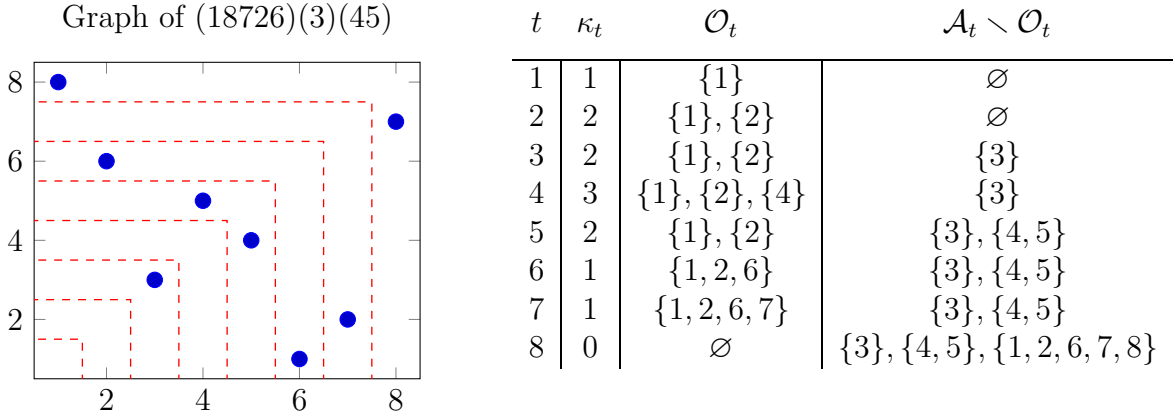 Graph of (18726)(3)(45)
8
6
4
2
2 4 6 8
t κ_t 𝒪_t 𝒜_t ∖ 𝒪_t
1 1 {1} ∅
2 2 {1}, {2} ∅
3 2 {1}, {2} {3}
4 3 {1}, {2}, {4} {3}
5 2 {1}, {2} {3}, {4, 5}
6 1 {1, 2, 6} {3}, {4, 5}
7 1 {1, 2, 6, 7} {3}, {4, 5}
8 0 ∅ {3}, {4, 5}, {1, 2, 6, 7, 8}